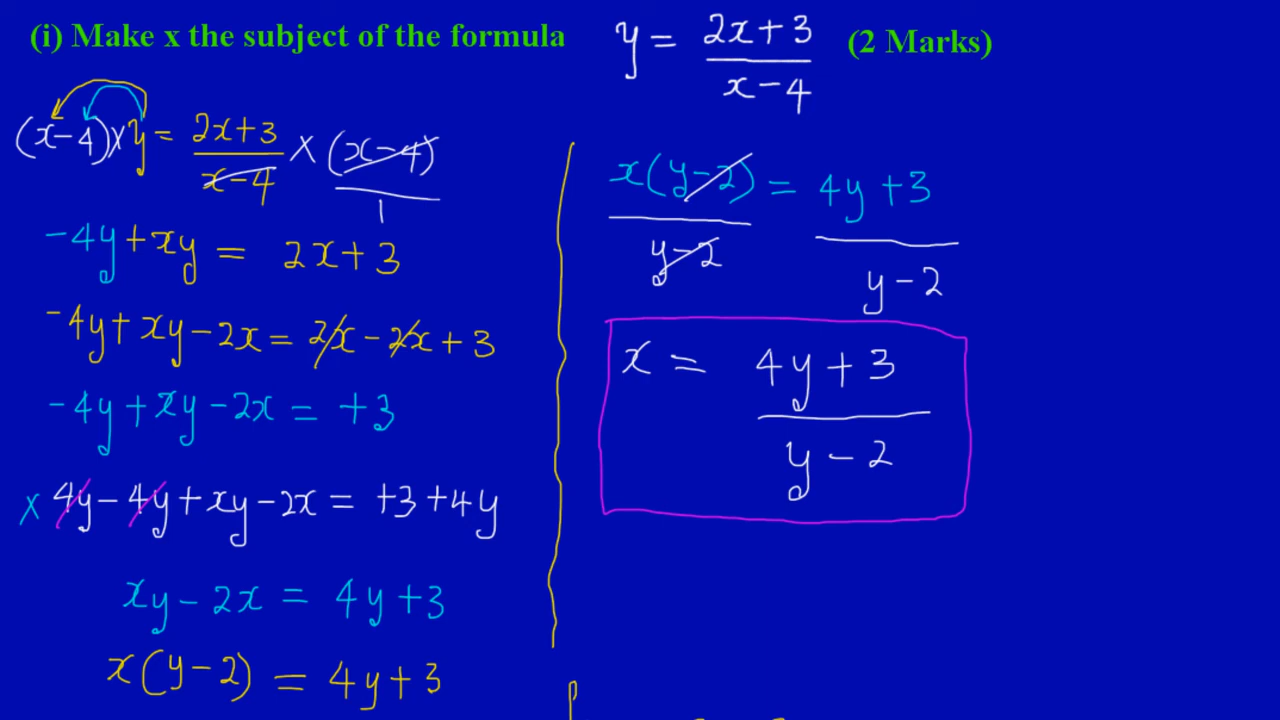 (i) Make x the subject of the formula y = (2x+3)/(x-4) (2 Marks)
(x-4)xy = (2x+3)/(x-4) x (x-4)/1
-4y+xy = 2x+3
-4y+xy-2x = 2x-2x+3
-4y+xy-2x = +3
x 4y-4y+xy-2x = +3+4y
xy-2x = 4y+3
x(y-2) = 4y+3
x(y-2)/(y-2) = (4y+3)/(y-2)
x = (4y+3)/(y-2)